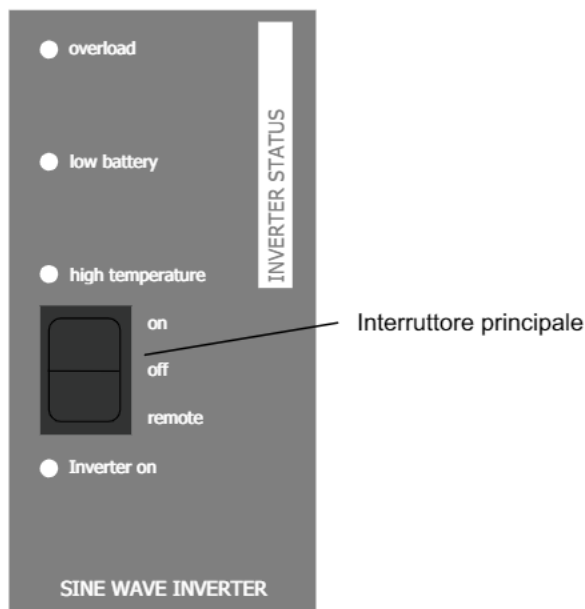 overload
low battery
INVERTER STATUS
high temperature
on
Interruttore principale
off
remote
Inverter on
SINE WAVE INVERTER